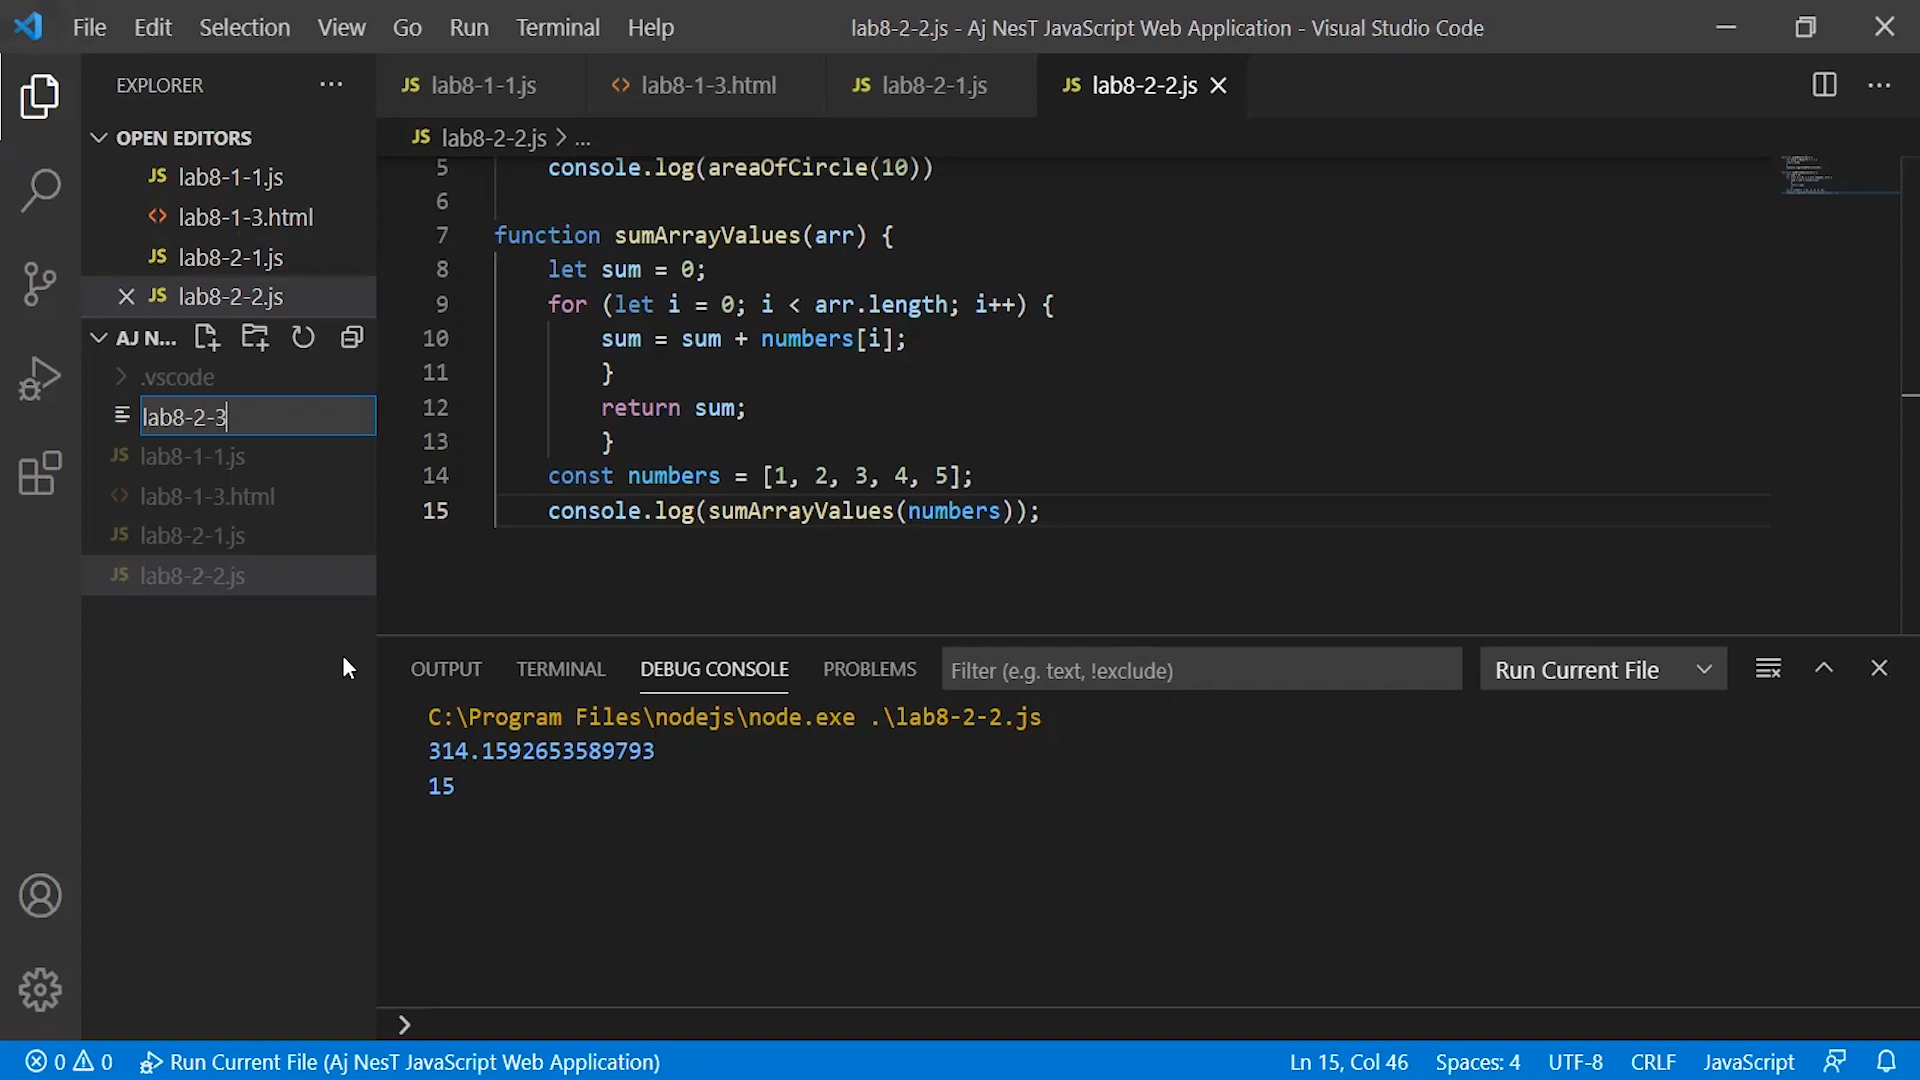 File Edit Selection View Go Run Terminal Help
lab8-2-2.js - Aj NesT JavaScript Web Application - Visual Studio Code
EXPLORER
JS lab8-1-1.js
<> lab8-1-3.html
JS lab8-2-1.js
JS lab8-2-2.js
OPEN EDITORS
JS lab8-1-1.js
<> lab8-1-3.html
JS lab8-2-1.js
JS lab8-2-2.js
AJ N...
.vscode
lab8-2-3
JS lab8-1-1.js
<> lab8-1-3.html
JS lab8-2-1.js
JS lab8-2-2.js
JS lab8-2-2.js > ...
5 console.log(areaOfCircle(10))
6
7 function sumArrayValues(arr) {
8 let sum = 0;
9 for (let i = 0; i < arr.length; i++) {
10 sum = sum + numbers[i];
11 }
12 return sum;
13 }
14 const numbers = [1, 2, 3, 4, 5];
15 console.log(sumArrayValues(numbers));
OUTPUT TERMINAL DEBUG CONSOLE PROBLEMS
Filter (e.g. text, !exclude)
Run Current File
C:\Program Files\nodejs\node.exe .\lab8-2-2.js
314.1592653589793
15
>
0 0 Run Current File (Aj NesT JavaScript Web Application)
Ln 15, Col 46 Spaces: 4 UTF-8 CRLF JavaScript